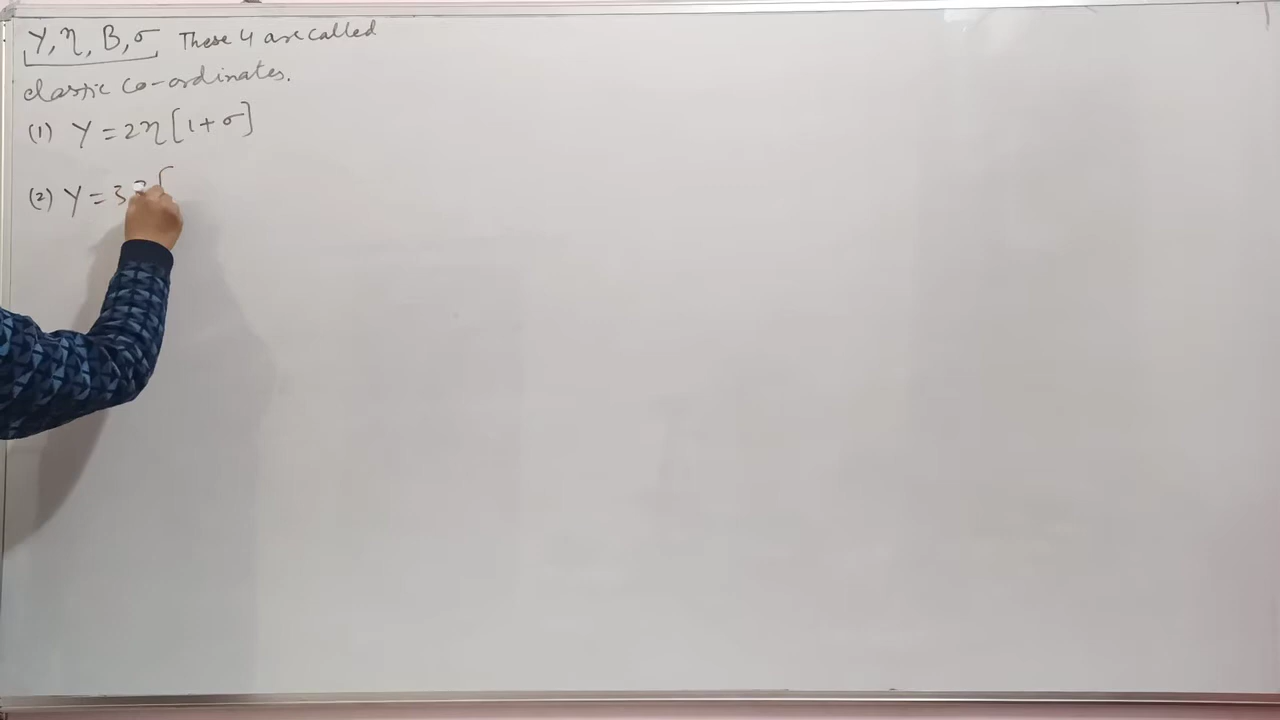 Y, η, B, σ These 4 are called
elastic co-ordinates.
(1) Y = 2η [1 + σ]
(2) Y = 3 [